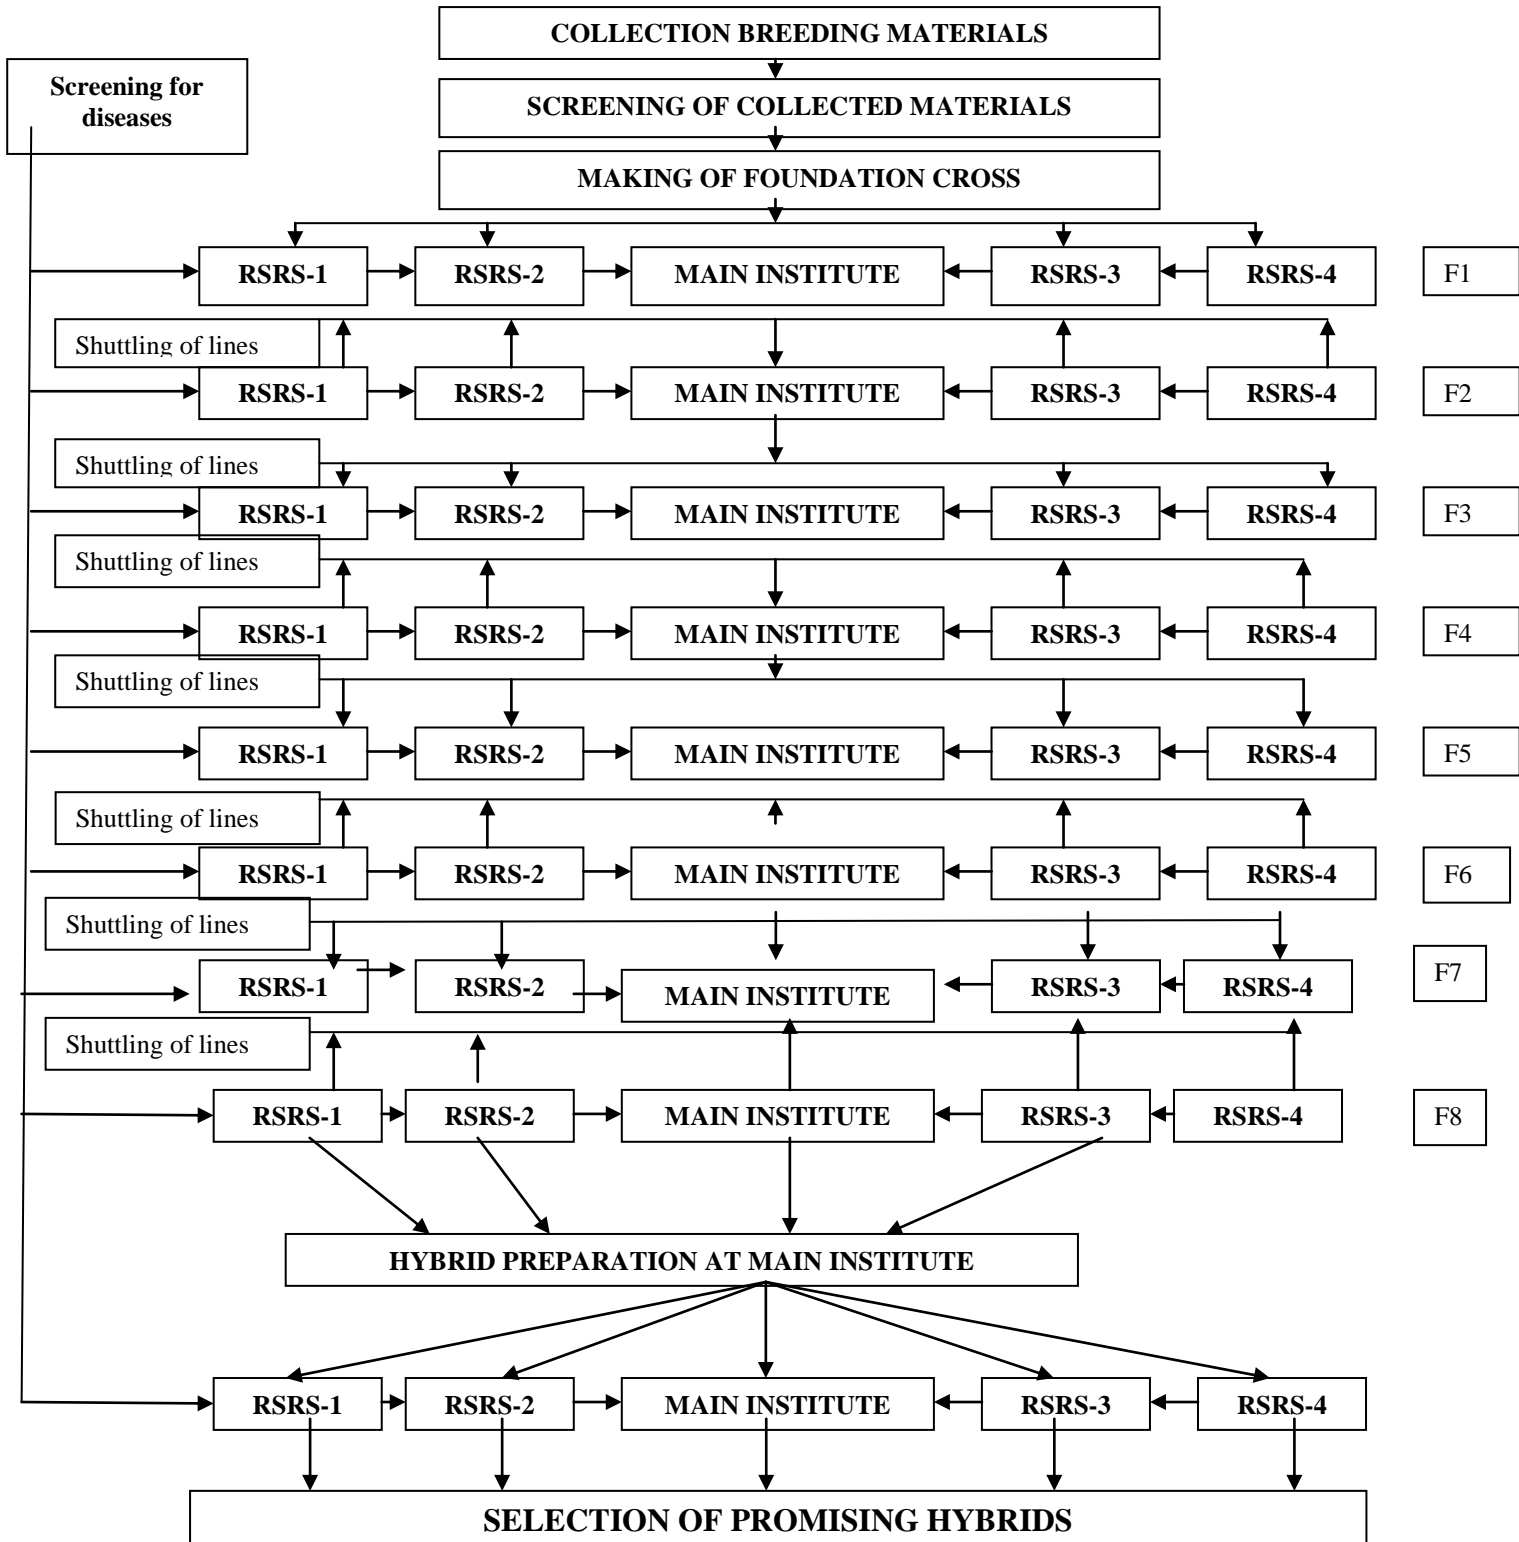 COLLECTION BREEDING MATERIALS
Screening for
diseases
SCREENING OF COLLECTED MATERIALS
MAKING OF FOUNDATION CROSS
RSRS-1 RSRS-2 MAIN INSTITUTE RSRS-3 RSRS-4 F1
Shuttling of lines
RSRS-1 RSRS-2 MAIN INSTITUTE RSRS-3 RSRS-4 F2
Shuttling of lines
RSRS-1 RSRS-2 MAIN INSTITUTE RSRS-3 RSRS-4 F3
Shuttling of lines
RSRS-1 RSRS-2 MAIN INSTITUTE RSRS-3 RSRS-4 F4
Shuttling of lines
RSRS-1 RSRS-2 MAIN INSTITUTE RSRS-3 RSRS-4 F5
Shuttling of lines
RSRS-1 RSRS-2 MAIN INSTITUTE RSRS-3 RSRS-4 F6
Shuttling of lines
RSRS-1 RSRS-2 MAIN INSTITUTE RSRS-3 RSRS-4 F7
Shuttling of lines
RSRS-1 RSRS-2 MAIN INSTITUTE RSRS-3 RSRS-4 F8
HYBRID PREPARATION AT MAIN INSTITUTE
RSRS-1 RSRS-2 MAIN INSTITUTE RSRS-3 RSRS-4
SELECTION OF PROMISING HYBRIDS